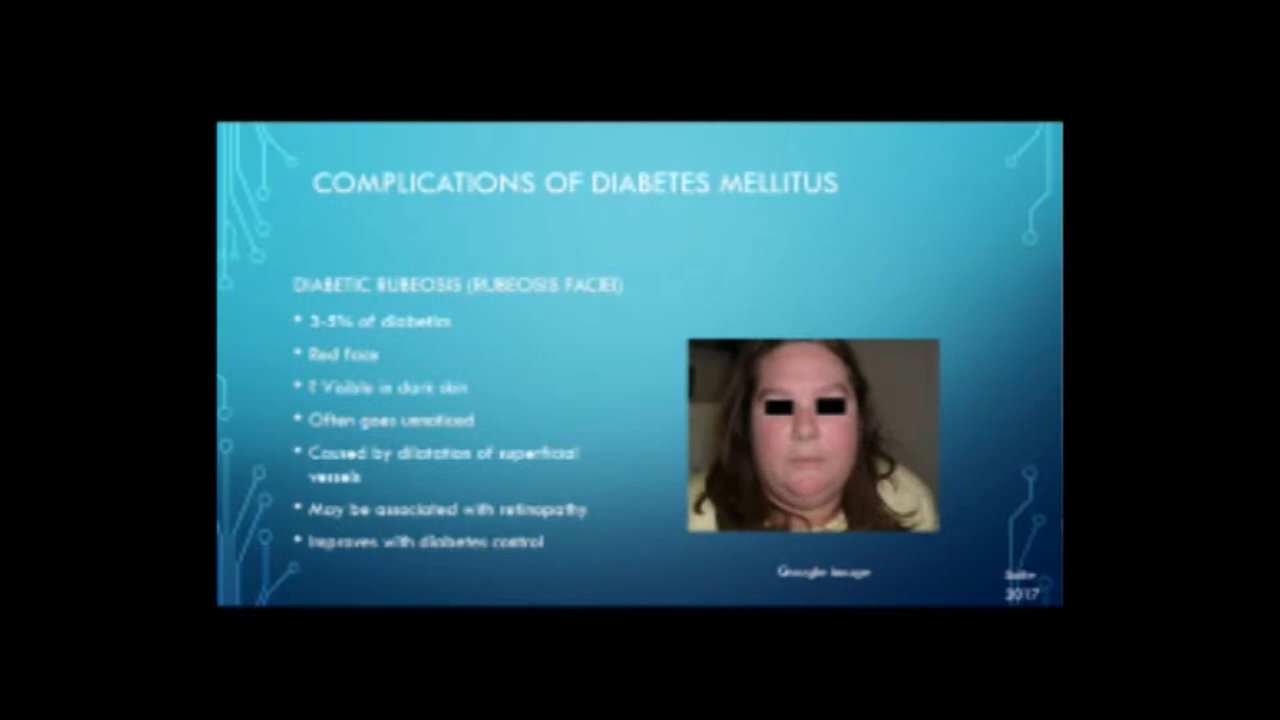 COMPLICATIONS OF DIABETES MELLITUS
DIABETIC RUBEOSIS (RUBEOSIS FACIEI)
• 3-5% of diabetics
• Red face
• ? Visible in dark skin
• Often goes unnoticed
• Caused by dilatation of superficial
vessels
• May be associated with retinopathy
• Improves with diabetes control
Google image
2017